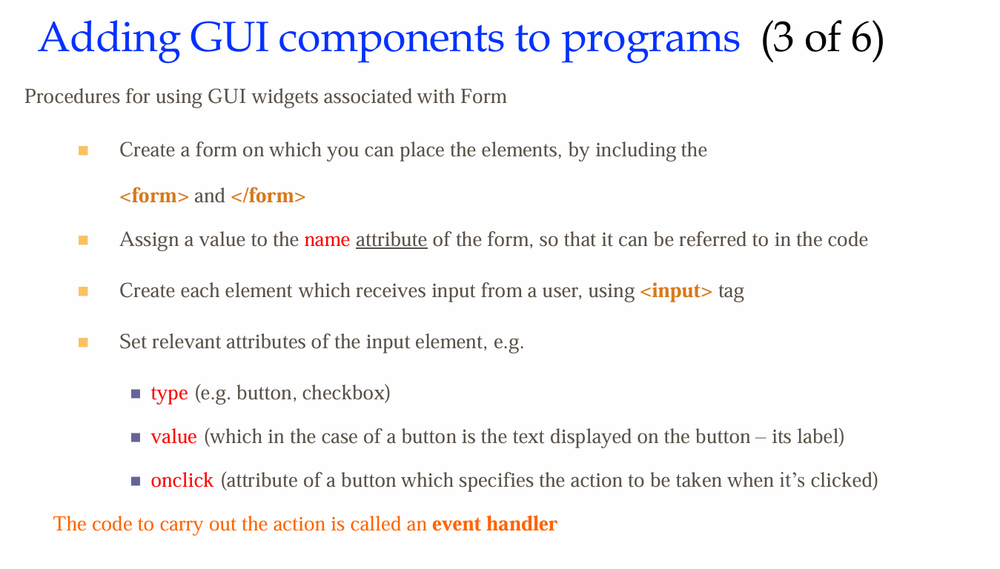 Adding GUI components to programs (3 of 6)
Procedures for using GUI widgets associated with Form
Create a form on which you can place the elements, by including the
<form> and </form>
Assign a value to the name attribute of the form, so that it can be referred to in the code
Create each element which receives input from a user, using <input> tag
Set relevant attributes of the input element, e.g.
type (e.g. button, checkbox)
value (which in the case of a button is the text displayed on the button – its label)
onclick (attribute of a button which specifies the action to be taken when it’s clicked)
The code to carry out the action is called an event handler